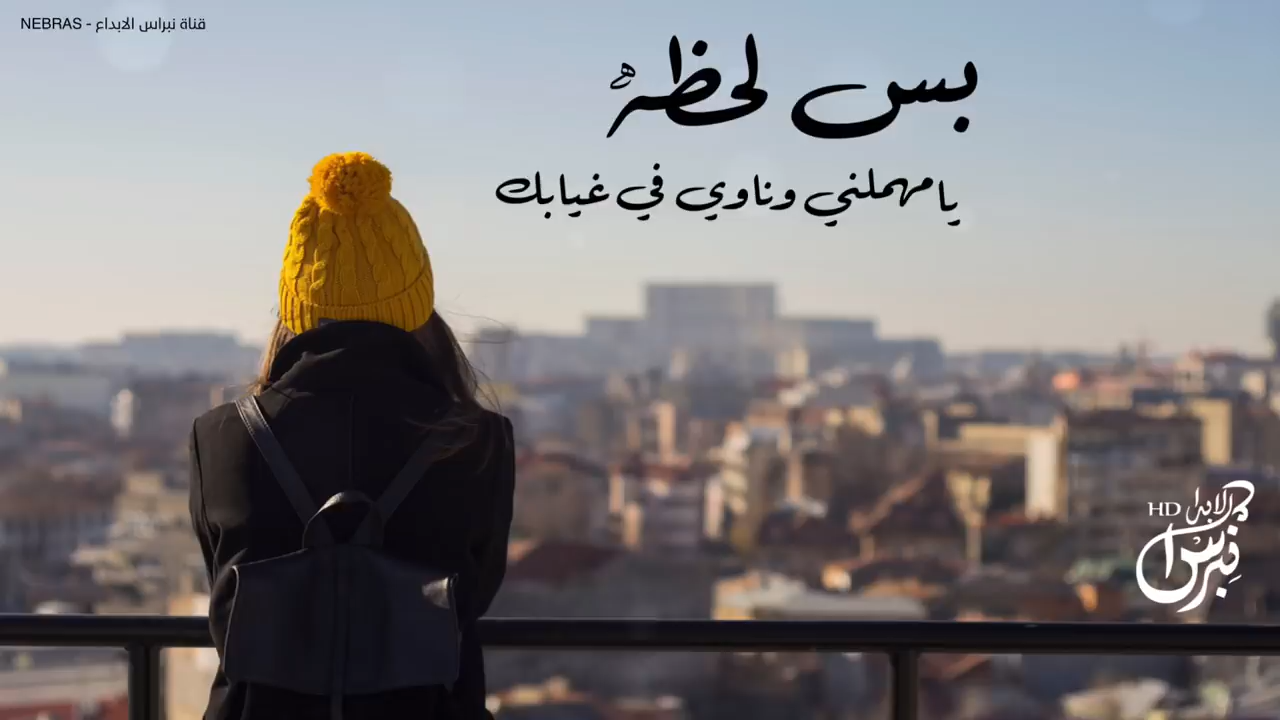 قناة نبراس الابداع - NEBRAS
بس لحظه
يامهملني وناوي في غيابك
HD الابداع
نبراس